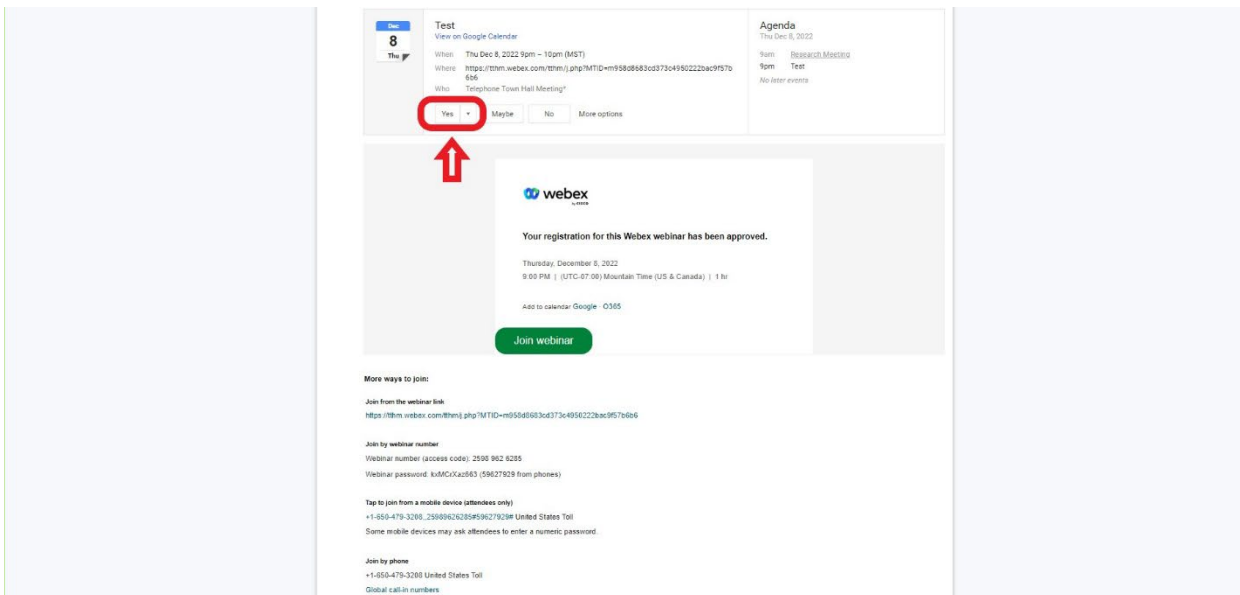 Dec
8
Thu
Test
View on Google Calendar
When Thu Dec 8, 2022 9pm – 10pm (MST)
Where https://tthm.webex.com/tthm/j.php?MTID=m958d8683cd373c4950222bac9f57b
6b6
Who Telephone Town Hall Meeting*
Yes Maybe No More options
Agenda
Thu Dec 8, 2022
9am Research Meeting
9pm Test
No later events
webex
by CISCO
Your registration for this Webex webinar has been approved.
Thursday, December 8, 2022
9:00 PM | (UTC-07:00) Mountain Time (US & Canada) | 1 hr
Add to calendar Google · O365
Join webinar
More ways to join:
Join from the webinar link
https://tthm.webex.com/tthm/j.php?MTID=m958d8683cd373c4950222bac9f57b6b6
Join by webinar number
Webinar number (access code): 2598 962 6285
Webinar password: kxMCrXaz663 (59627929 from phones)
Tap to join from a mobile device (attendees only)
+1-650-479-3208,,25989626285#59627929# United States Toll
Some mobile devices may ask attendees to enter a numeric password.
Join by phone
+1-650-479-3208 United States Toll
Global call-in numbers